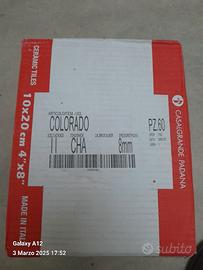 CERAMIC TILES
10x20 cm 4"x8"
MADE IN ITALY
COLORADO
PZ.60
II
CHA
8mm
CASALGRANDE PADANA
Galaxy A12
3 Marzo 2025 17:52
subito